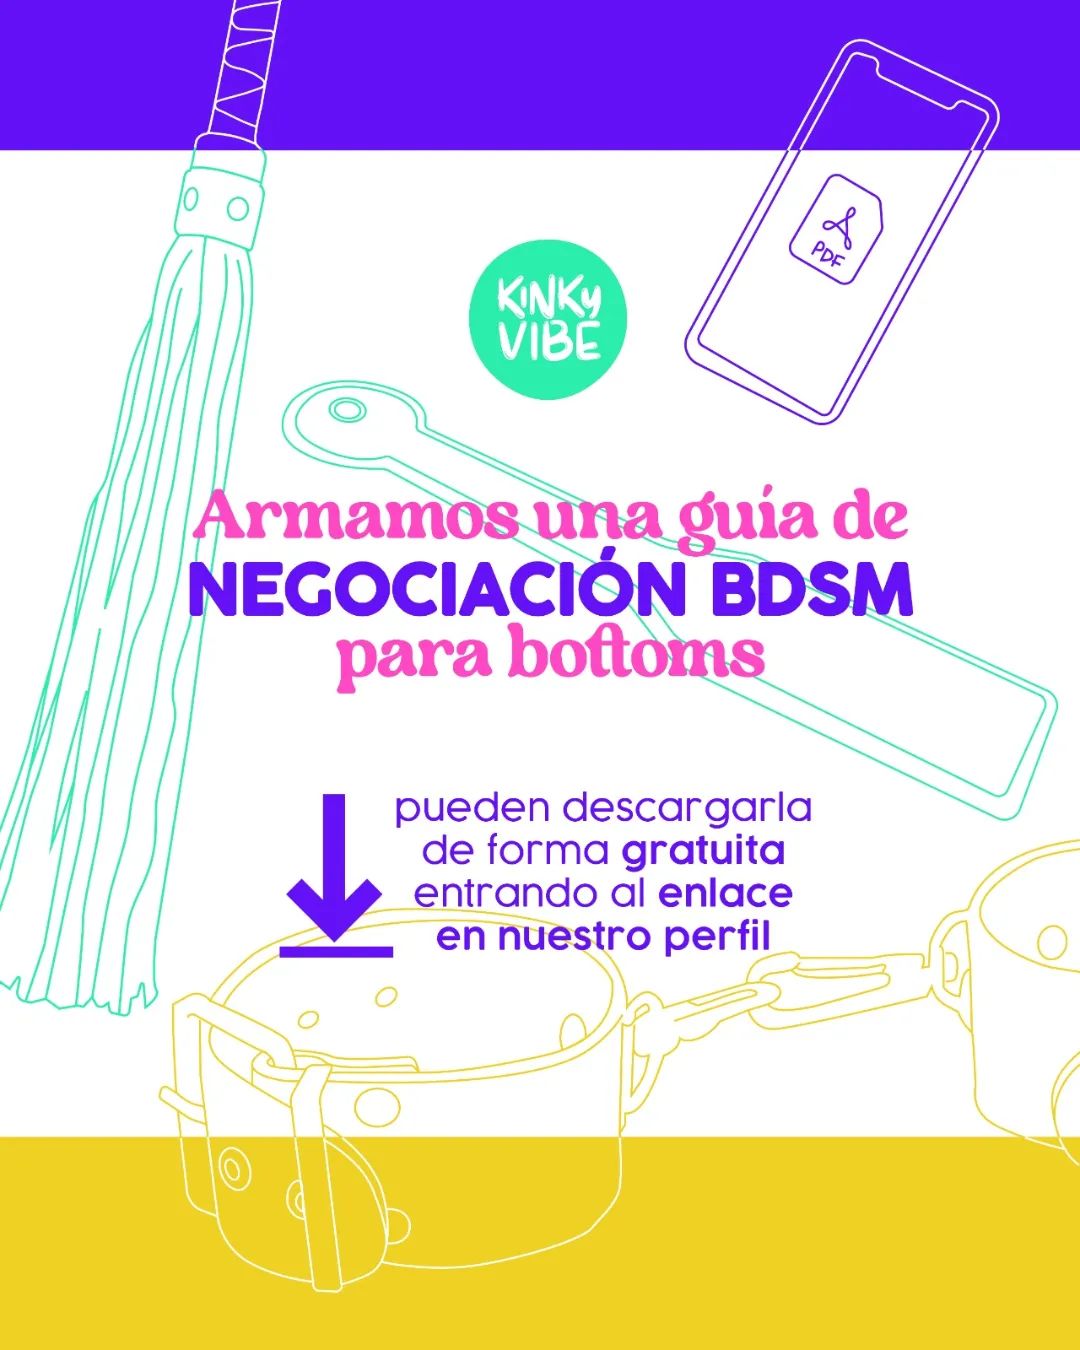 PDF
KINKy
VIBE
Armamos una guía de
NEGOCIACIÓN BDSM
para bottoms
pueden descargarla
de forma gratuita
entrando al enlace
en nuestro perfil